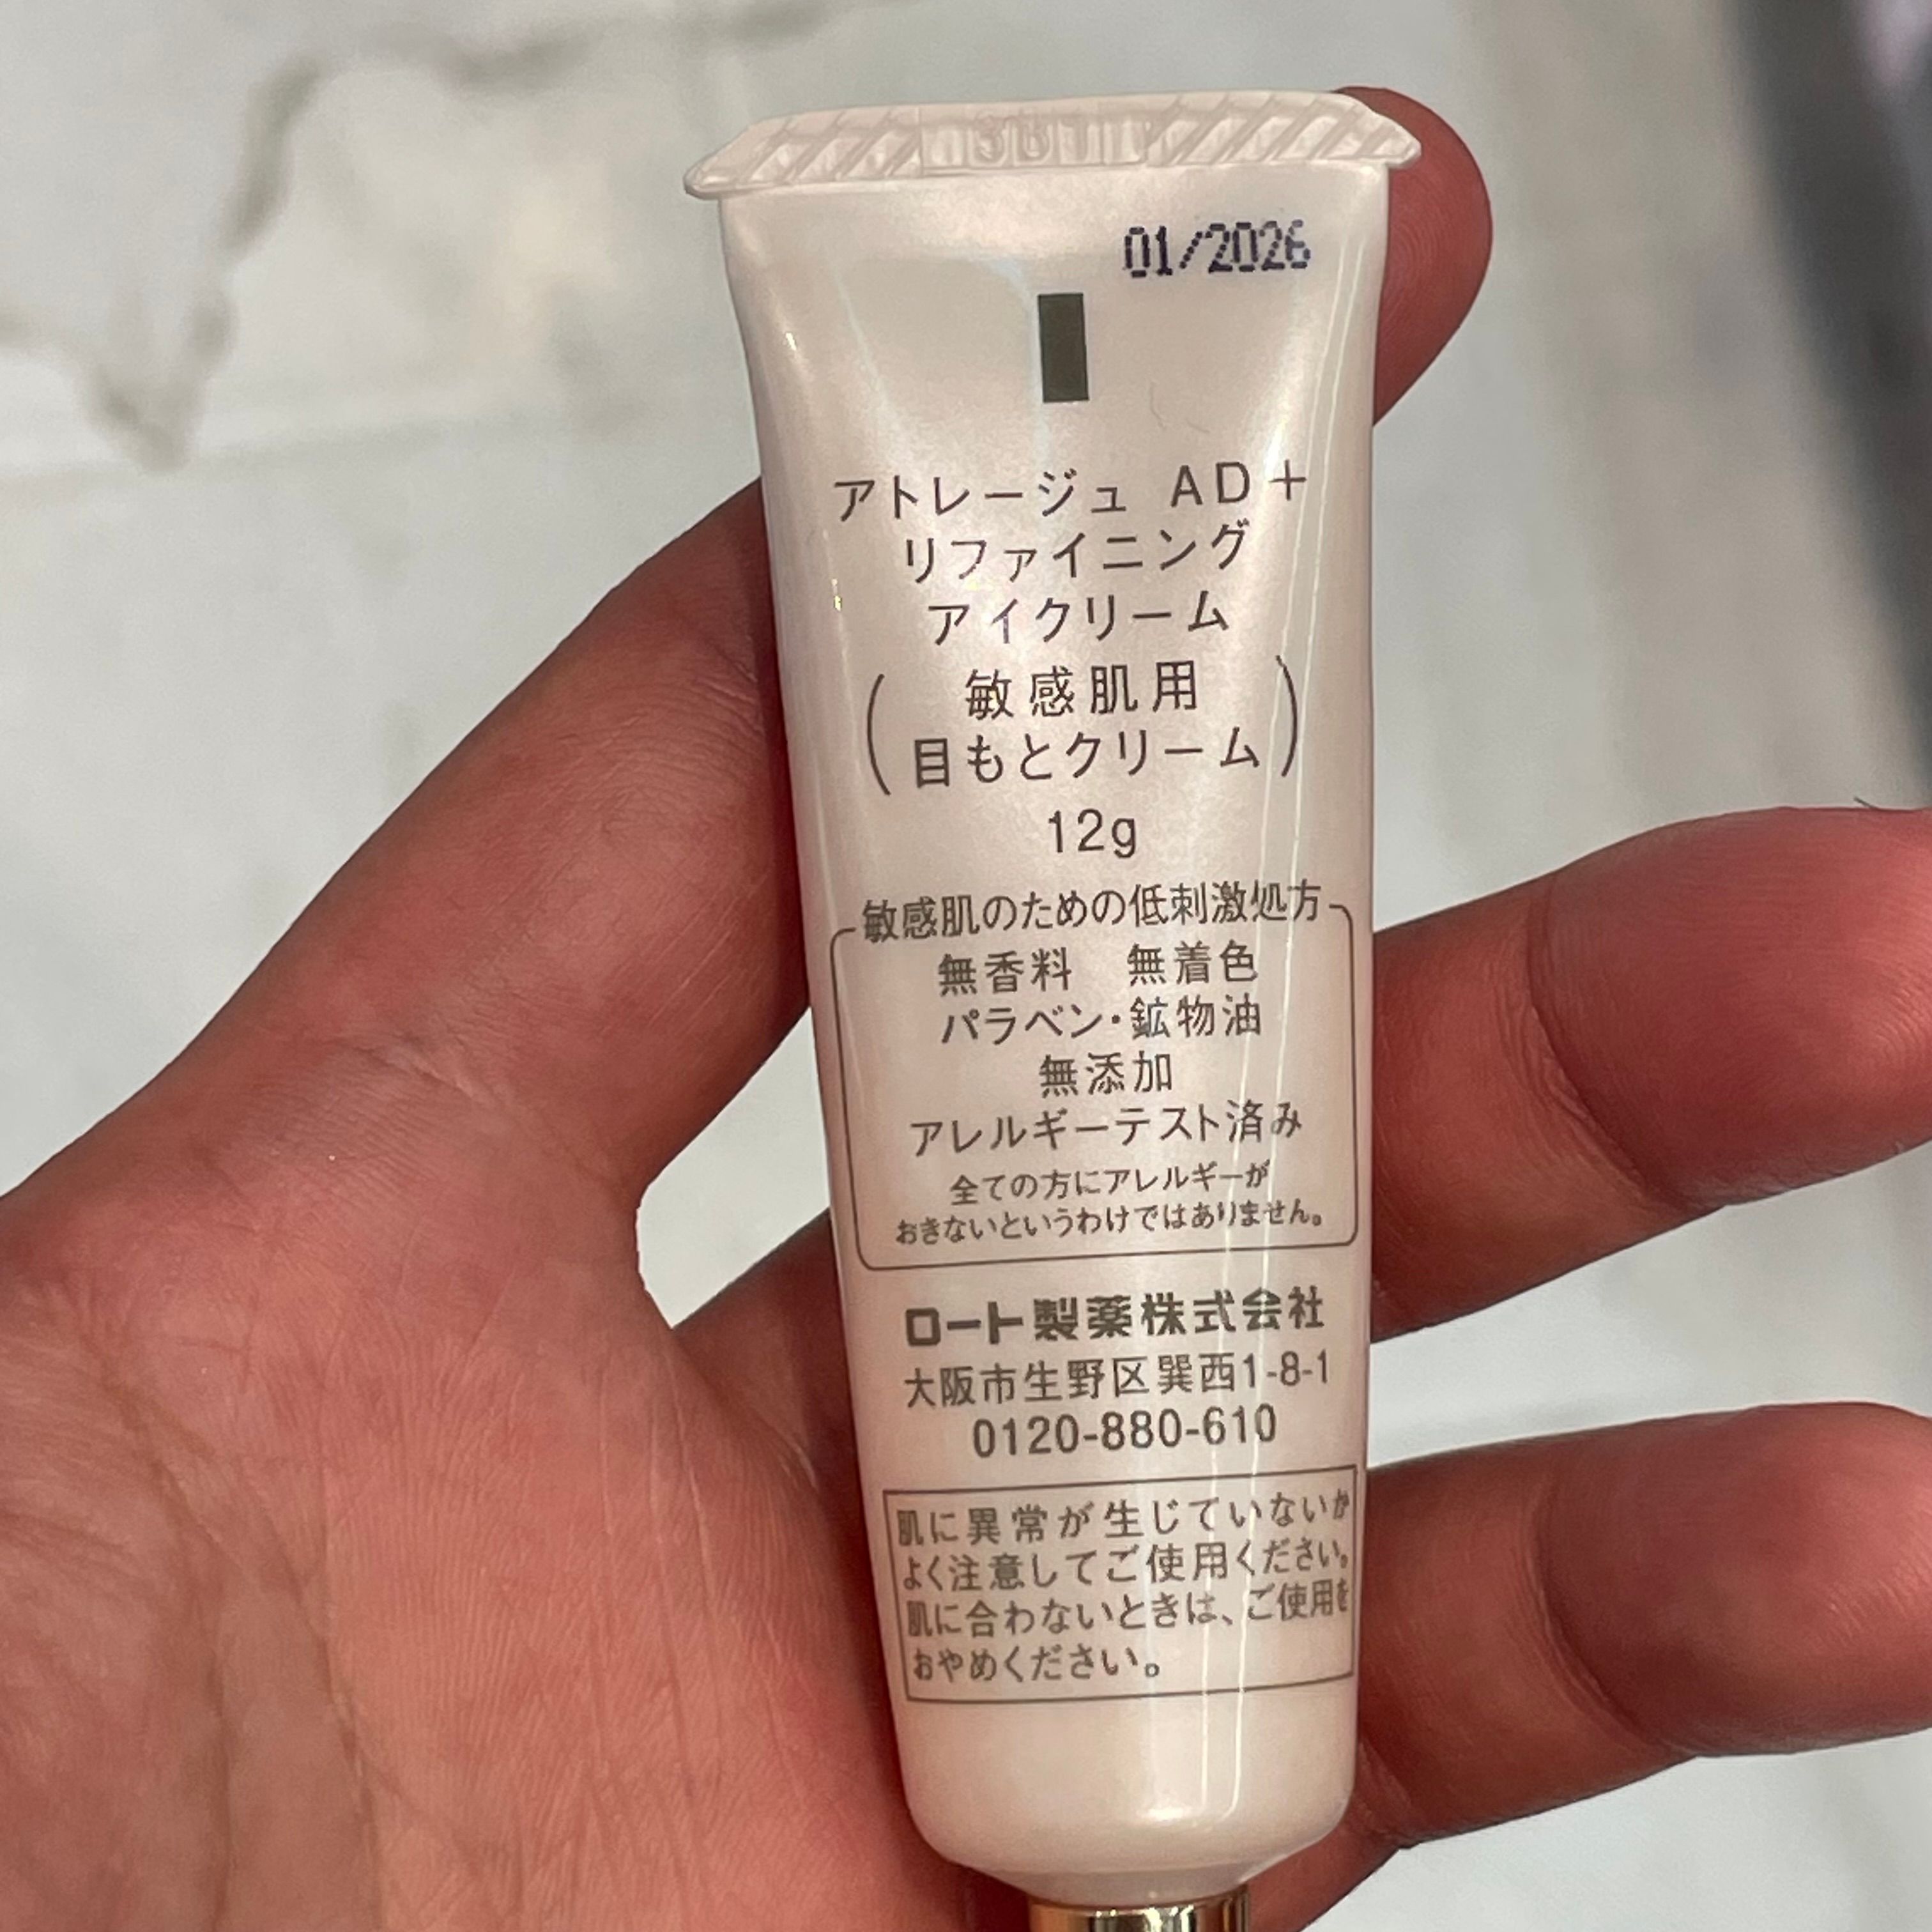 01/2026
アトレージュ AD+
リファイニング
アイクリーム
(敏感肌用
目もとクリーム)
12g
敏感肌のための低刺激処方
無香料 無着色
パラベン・鉱物油
無添加
アレルギーテスト済み
全ての方にアレルギーが
おきないというわけではありません。
ロート製薬株式会社
大阪市生野区巽西1-8-1
0120-880-610
肌に異常が生じていないか
よく注意してご使用ください。
肌に合わないときは、ご使用を
おやめください。